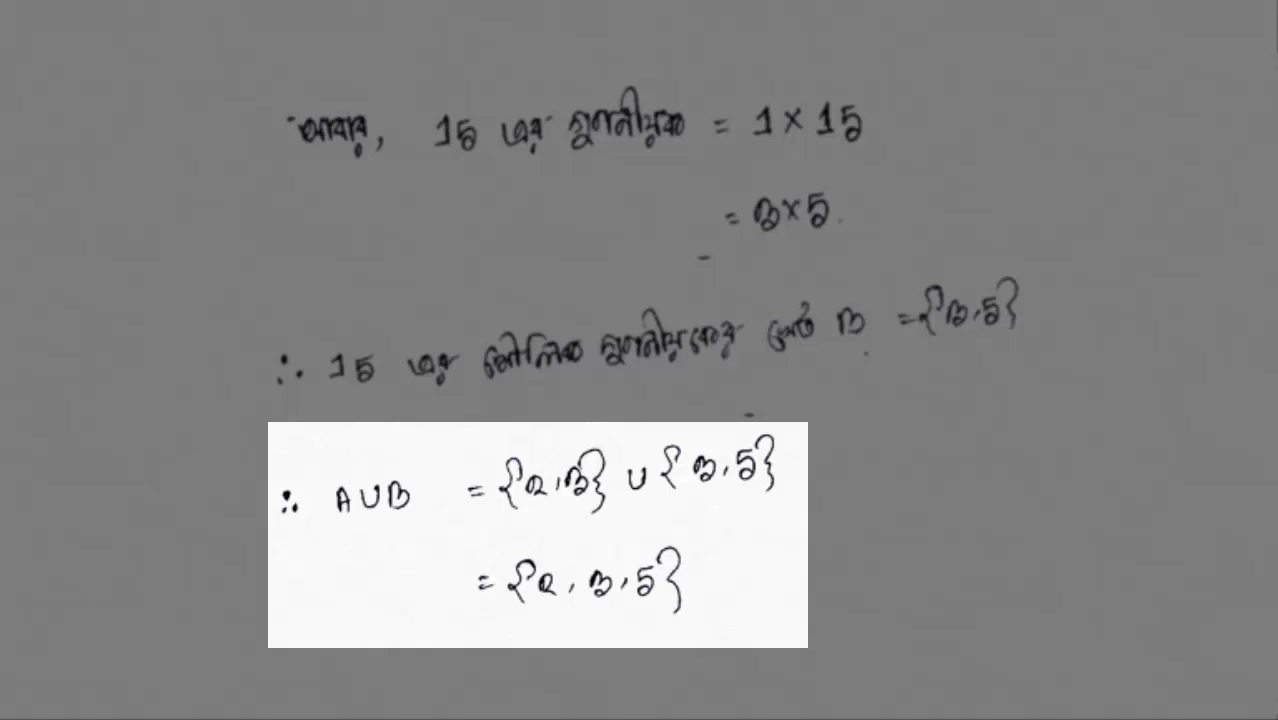 আবার, 15 এর গুণনীয়ক = 1 × 15
= 3 × 5
∴ 15 এর মৌলিক গুণনীয়কের সেট B = {3, 5}
∴ A ∪ B = {2, 3} ∪ {3, 5}
= {2, 3, 5}